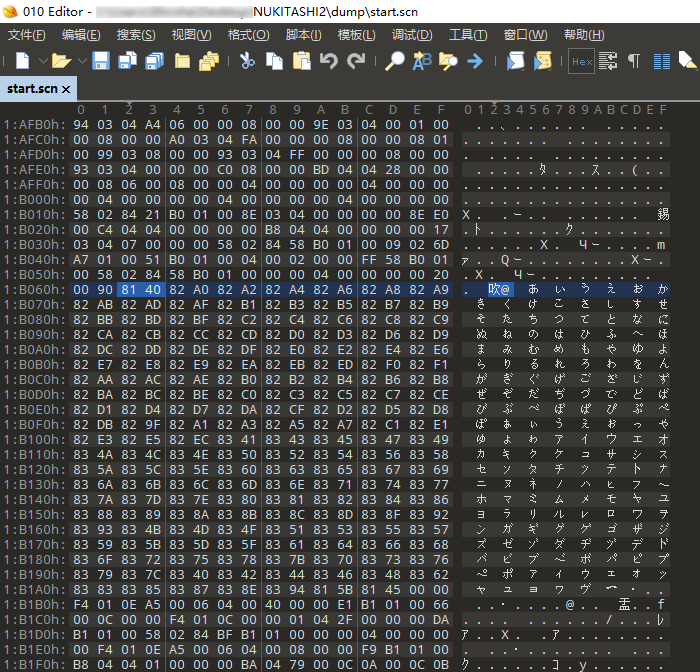 010 Editor - NUKITASHI2\dump\start.scn
文件(F) 编辑(E) 搜索(S) 视图(V) 格式(O) 脚本(I) 模板(L) 调试(D) 工具(T) 窗口(W) 帮助(H)
Hex
start.scn ×
0 1 2 3 4 5 6 7 8 9 A B C D E F 0 1 2 3 4 5 6 7 8 9 A B C D E F
1:AFB0h: 94 03 04 A4 06 00 00 08 00 00 9E 03 04 00 01 00 . . . 、 . . . . . . . . . . .
1:AFC0h: 00 08 00 00 A0 03 04 FA 00 00 00 08 00 00 08 01 . . . . . . . . . . . . . . . .
1:AFD0h: 00 99 03 08 00 00 93 03 04 FF 00 00 00 08 00 00 . . . . . . . . . . . . . .
1:AFE0h: 93 03 04 00 00 00 C0 08 00 00 BD 04 04 28 00 00 . . . . . タ . . . ス . . ( . .
1:AFF0h: 00 08 06 00 08 00 00 04 00 00 00 04 00 00 04 00 . . . . . . . . . . . . . . . .
1:B000h: 00 04 00 00 00 04 00 00 04 00 00 04 00 00 00 00 . . . . . . . . . . . . . . . .
1:B010h: 58 02 84 21 B0 01 00 8E 03 04 00 00 00 00 8E E0 X . . ー . . . . . . . . 錫
1:B020h: 00 C4 04 04 00 00 00 00 B8 04 04 00 00 00 00 17 . ト . . . . . . ク . . . . . . .
1:B030h: 03 04 07 00 00 00 58 02 84 58 B0 01 00 09 02 6D . . . . . . X . . ー . . . m
1:B040h: A7 01 00 51 B0 01 00 04 00 02 00 00 FF 58 B0 01 ァ . . Q ー . . . . . . . X ー .
1:B050h: 00 58 02 84 58 B0 01 00 00 00 04 00 00 00 00 20 . X . . ー . . . . . . . . .
1:B060h: 00 90 81 40 82 A0 82 A2 82 A4 82 A6 82 A8 82 A9 . 吹@ あ い う え お か
1:B070h: 82 AB 82 AD 82 AF 82 B1 82 B3 82 B5 82 B7 82 B9 き く け こ さ し す せ
1:B080h: 82 BB 82 BD 82 BF 82 C2 82 C4 82 C6 82 C8 82 C9 そ た ち つ て と な に
1:B090h: 82 CA 82 CB 82 CC 82 CD 82 D0 82 D3 82 D6 82 D9 ぬ ね の は ひ ふ へ ほ
1:B0A0h: 82 DC 82 DD 82 DE 82 DF 82 E0 82 E2 82 E4 82 E6 ま み む め も や ゆ よ
1:B0B0h: 82 E7 82 E8 82 E9 82 EA 82 EB 82 ED 82 F0 82 F1 ら り る れ ろ わ を ん
1:B0C0h: 82 AA 82 AC 82 AE 82 B0 82 B2 82 B4 82 B6 82 B8 が ぎ ぐ げ ご ざ じ ず
1:B0D0h: 82 BA 82 BC 82 BE 82 C0 82 C3 82 C5 82 C7 82 CE ぜ ぞ だ ぢ づ で ど ば
1:B0E0h: 82 D1 82 D4 82 D7 82 DA 82 CF 82 D2 82 D5 82 D8 び ぶ べ ぼ ぱ ぴ ぷ ぺ
1:B0F0h: 82 DB 82 9F 82 A1 82 A3 82 A5 82 A7 82 C1 82 E1 ぽ ぁ ぃ ぅ ぇ ぉ っ ゃ
1:B100h: 82 E3 82 E5 82 EC 83 41 83 43 83 45 83 47 83 49 ゅ ょ ゎ ア イ ウ エ オ
1:B110h: 83 4A 83 4C 83 4E 83 50 83 52 83 54 83 56 83 58 カ キ ク ケ コ サ シ ス
1:B120h: 83 5A 83 5C 83 5E 83 60 83 63 83 65 83 67 83 69 セ ソ タ チ ツ テ ト ナ
1:B130h: 83 6A 83 6B 83 6C 83 6D 83 6E 83 71 83 74 83 77 ニ ヌ ネ ノ ハ ヒ フ ヘ
1:B140h: 83 7A 83 7D 83 7E 83 80 83 81 83 82 83 84 83 86 ホ マ ミ ム メ モ ヤ ユ
1:B150h: 83 88 83 89 83 8A 83 8B 83 8C 83 8D 83 8F 83 92 ヨ ラ リ ル レ ロ ワ ヲ
1:B160h: 83 93 83 4B 83 4D 83 4F 83 51 83 53 83 55 83 57 ン ガ ギ グ ゲ ゴ ザ ジ
1:B170h: 83 59 83 5B 83 5D 83 5F 83 61 83 64 83 66 83 68 ズ ゼ ゾ ダ ヂ ヅ デ ド
1:B180h: 83 6F 83 72 83 75 83 78 83 7B 83 70 83 73 83 76 バ ビ ブ ベ ボ パ ピ プ
1:B190h: 83 79 83 7C 83 40 83 42 83 44 83 46 83 48 83 62 ペ ポ ァ ィ ゥ ェ ォ ッ
1:B1A0h: 83 83 83 85 83 87 83 8E 83 94 81 5B 81 45 00 00 ャ ュ ョ ヮ ヴ ー ・ . .
1:B1B0h: F4 01 0E A5 00 06 04 00 40 00 00 E1 B1 01 00 66 . . . ・ . . . . @ . . 盂 . . f
1:B1C0h: 00 0C 00 00 00 F4 01 0C 00 00 01 04 2F 00 00 DA . . . . . . . . . . . . / . . レ
1:B1D0h: B1 01 00 58 02 84 BF B1 01 00 00 00 04 00 00 00 ア . . X . . ア . . . . . . . .
1:B1E0h: 00 F4 01 0E A5 00 06 04 00 08 00 00 F9 B1 01 00
1:B1F0h: B8 04 04 01 00 00 00 BA 04 79 00 0C 0A 00 0C 0B ク . . . . . . コ . y . . . . . .